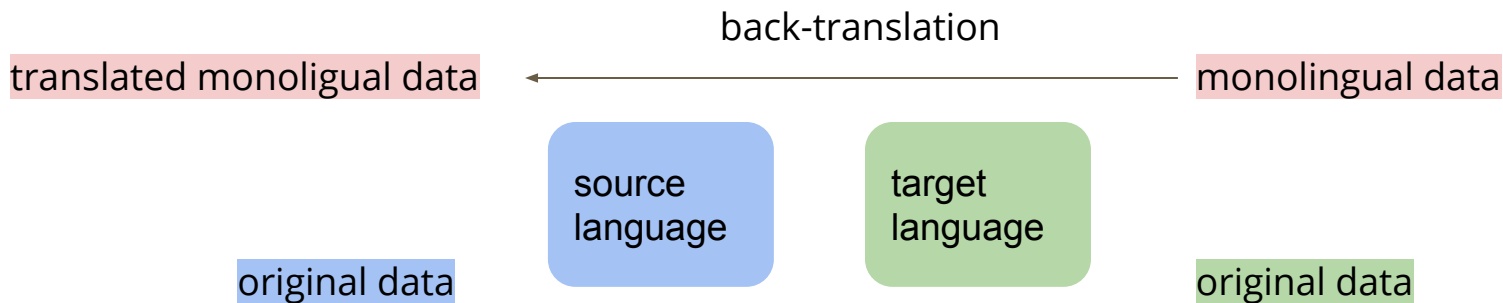 back-translation
translated monoligual data
monolingual data
source
language
target
language
original data
original data